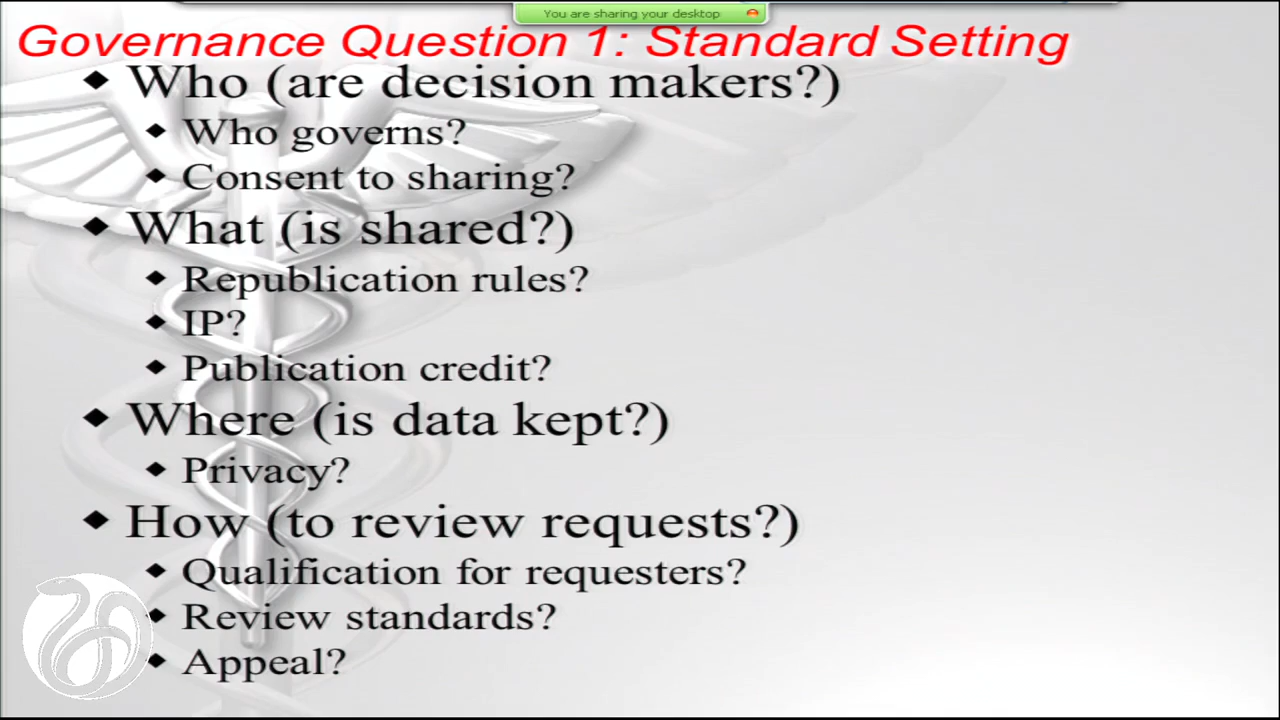 You are sharing your desktop
Governance Question 1: Standard Setting
Who (are decision makers?)
Who governs?
Consent to sharing?
What (is shared?)
Republication rules?
IP?
Publication credit?
Where (is data kept?)
Privacy?
How (to review requests?)
Qualification for requesters?
Review standards?
Appeal?